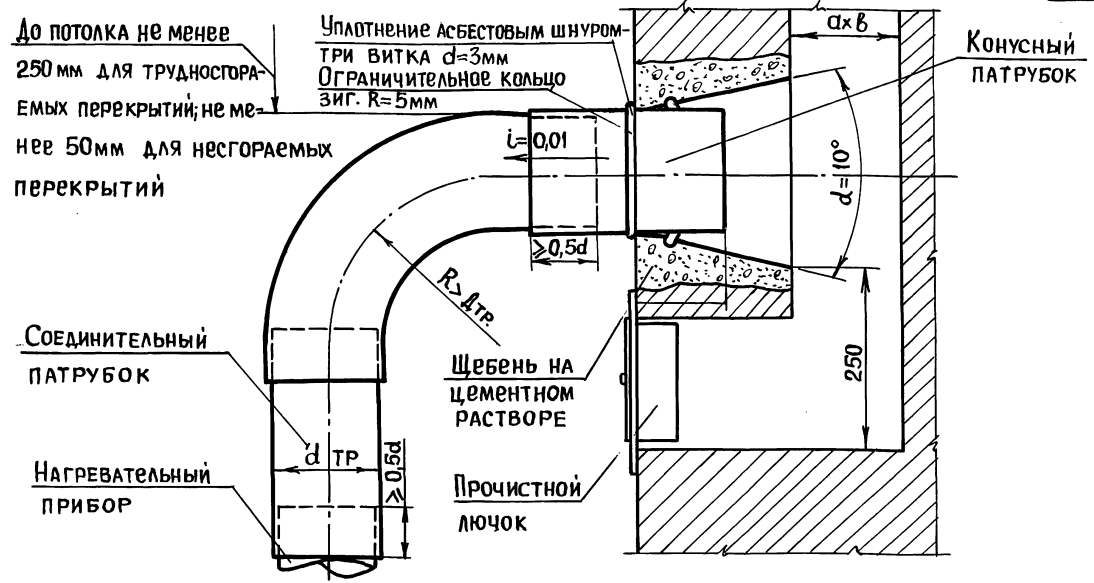 До потолка не менее
250мм для трудносгора-
емых перекрытий; не ме-
нее 50мм для несгораемых
перекрытий
Уплотнение асбестовым шнуром-
три витка d=3мм
Ограничительное кольцо
зиг. R=5мм
i=0,01
≥0,5d
R>Дтр.
a×в
Конусный
патрубок
d=10°
250
Соединительный
патрубок
d тр
≥0,5d
Нагревательный
прибор
Щебень на
цементном
растворе
Прочистной
лючок